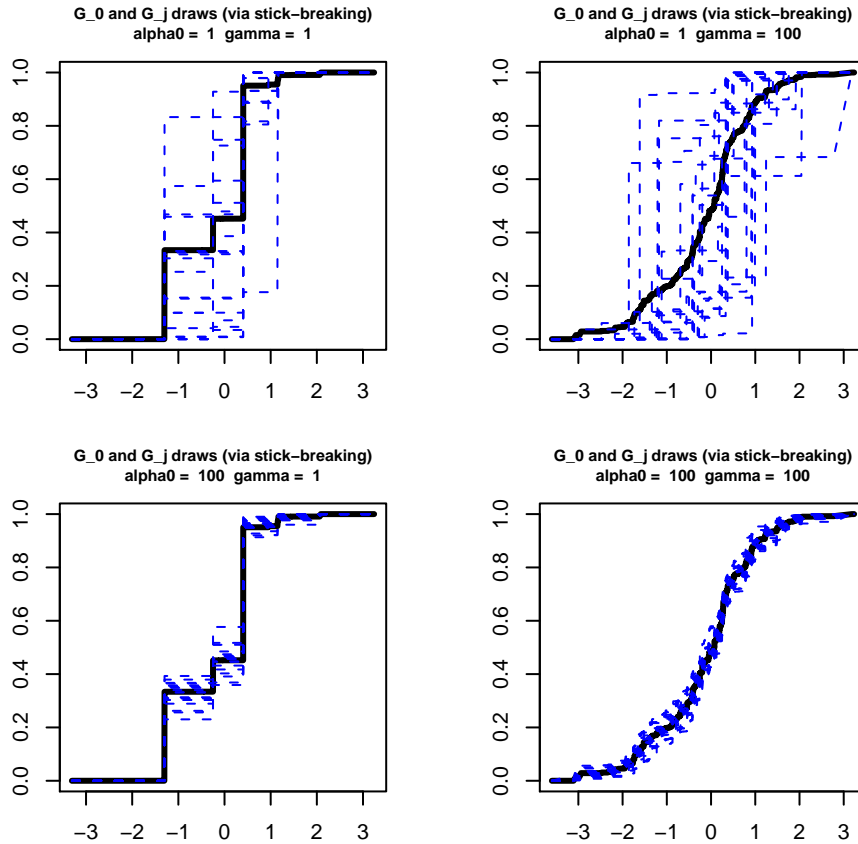 G_0 and G_j draws (via stick−breaking)
alpha0 = 1 gamma = 1
1.0
0.8
0.6
0.4
0.2
0.0
−3 −2 −1 0 1 2 3
G_0 and G_j draws (via stick−breaking)
alpha0 = 1 gamma = 100
1.0
0.8
0.6
0.4
0.2
0.0
−3 −2 −1 0 1 2 3
G_0 and G_j draws (via stick−breaking)
alpha0 = 100 gamma = 1
1.0
0.8
0.6
0.4
0.2
0.0
−3 −2 −1 0 1 2 3
G_0 and G_j draws (via stick−breaking)
alpha0 = 100 gamma = 100
1.0
0.8
0.6
0.4
0.2
0.0
−3 −2 −1 0 1 2 3